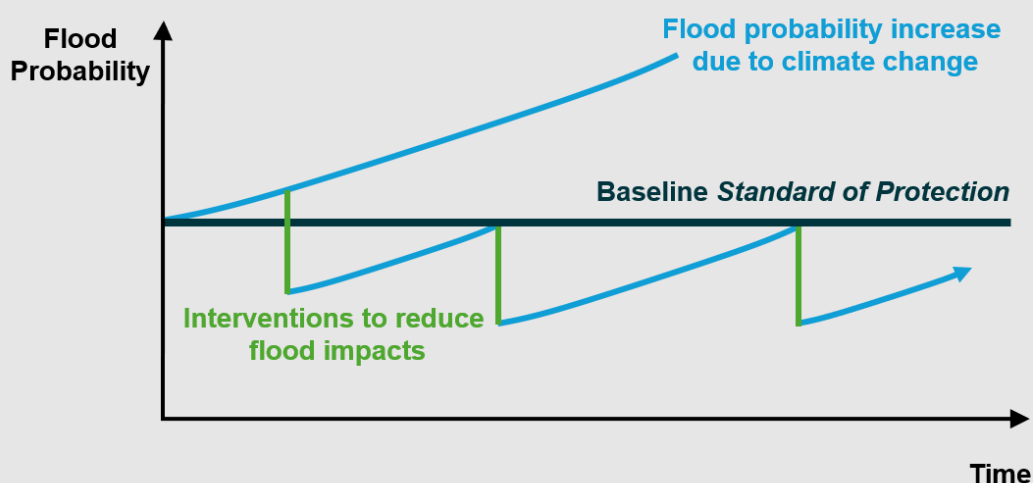 Flood
Probability
Flood probability increase
due to climate change
Baseline Standard of Protection
Interventions to reduce
flood impacts
Time